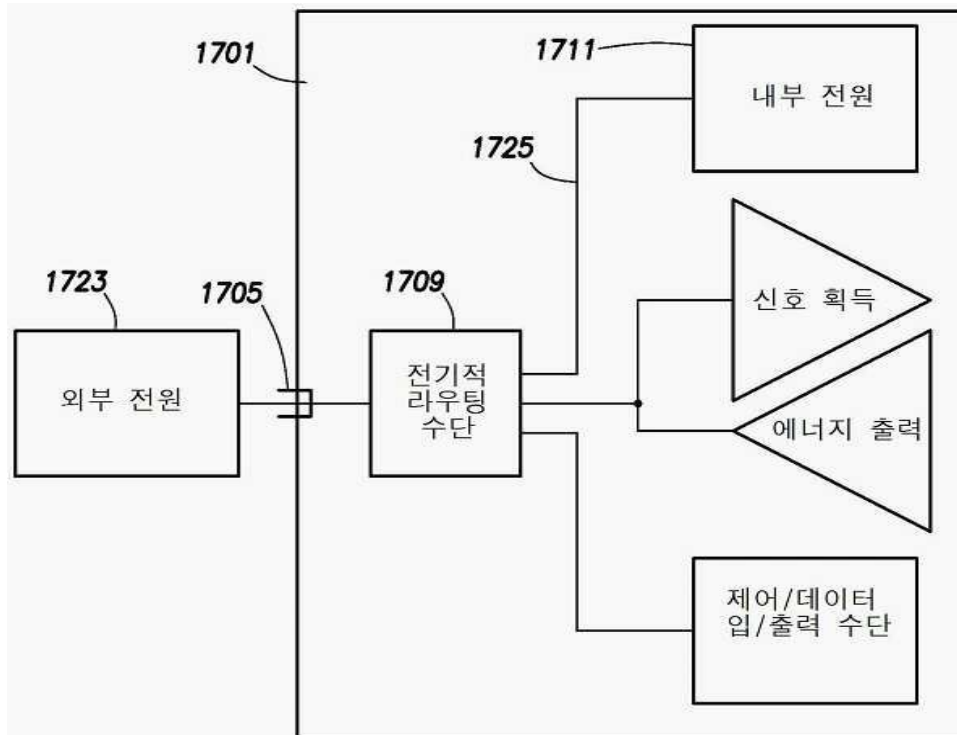 1701
1711
내부 전원
1725
신호 획득
1723
1705
1709
외부 전원
전기적
라우팅
수단
에너지 출력
제어/데이터
입/출력 수단